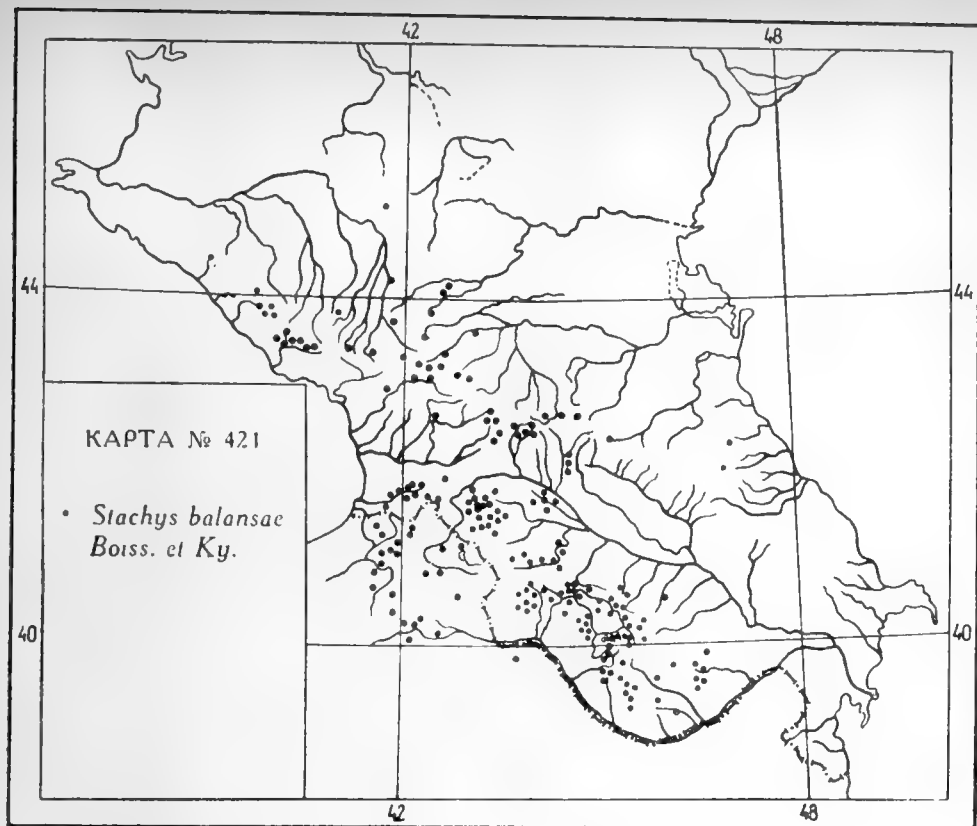 42 48
44 44
КАРТА № 421
Stachys balansae
Boiss. et Ky.
40 40
42 48